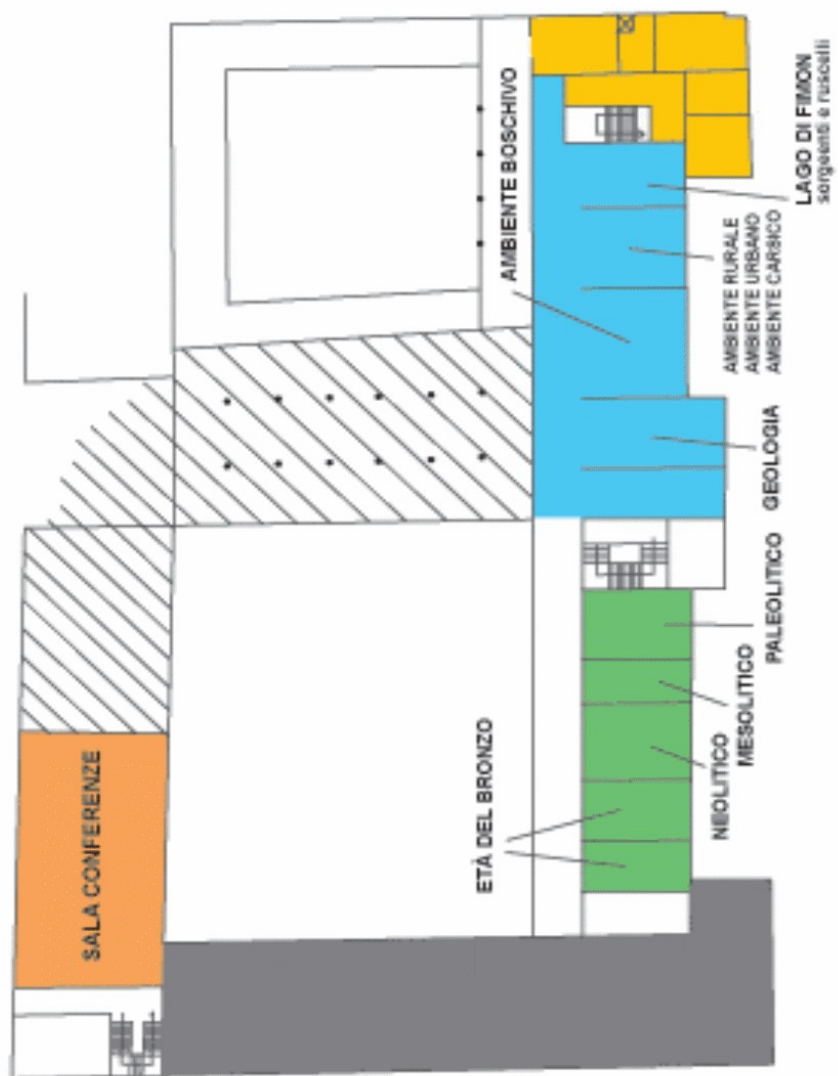 SALA CONFERENZE
ETÀ DEL BRONZO
AMBIENTE BOSCHIVO
NEOLITICO
MESOLITICO
PALEOLITICO
GEOLOGIA
AMBIENTE RURALE
AMBIENTE URBANO
AMBIENTE CARSICO
LAGO DI FIMON
sorgenti e ruscelli